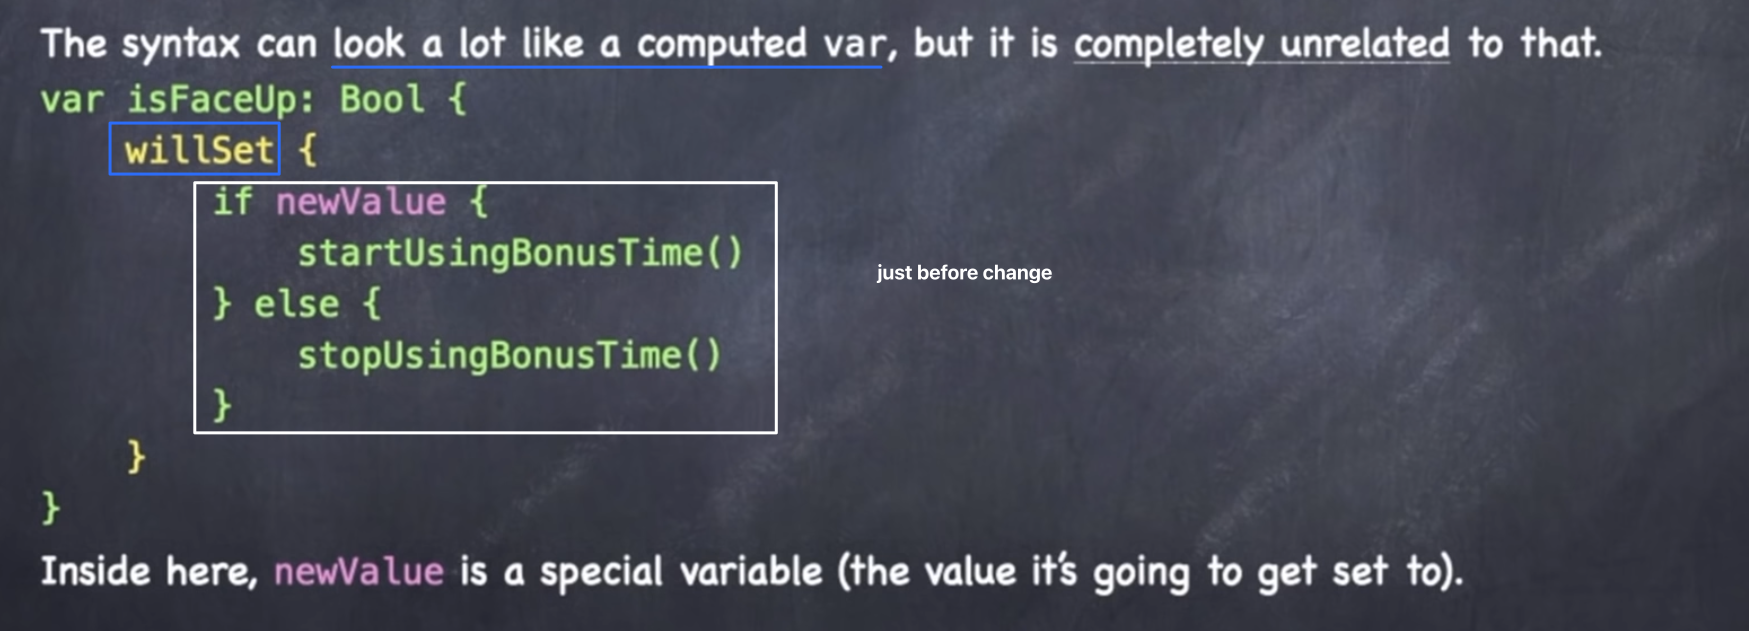 The syntax can look a lot like a computed var, but it is completely unrelated to that.
var isFaceUp: Bool {
willSet {
if newValue {
startUsingBonusTime()
just before change
} else {
stopUsingBonusTime()
}
}
}
Inside here, newValue is a special variable (the value it's going to get set to).